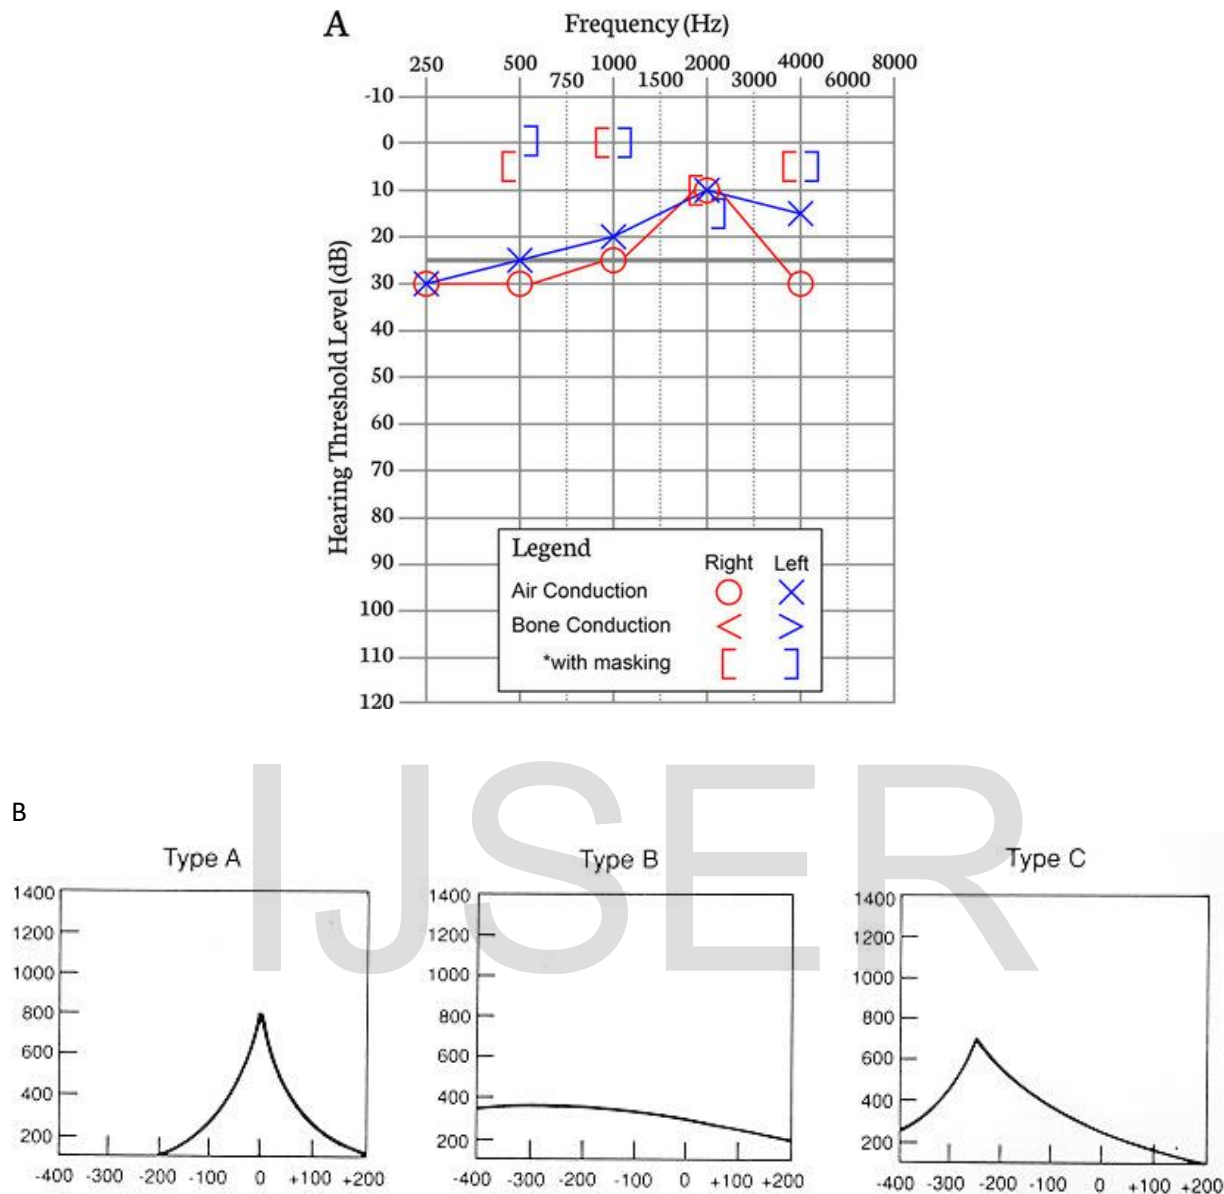 A
Frequency (Hz)
250 500 1000 2000 4000 8000
750 1500 3000 6000
Hearing Threshold Level (dB)
-10
0
10
20
30
40
50
60
70
80
90
100
110
120
Legend
Right Left
Air Conduction
Bone Conduction
*with masking
IJSER
B
Type A
1400
1200
1000
800
600
400
200
-400 -300 -200 -100 0 +100 +200
Type B
1400
1200
1000
800
600
400
200
-400 -300 -200 -100 0 +100 +200
Type C
1400
1200
1000
800
600
400
200
-400 -300 -200 -100 0 +100 +200